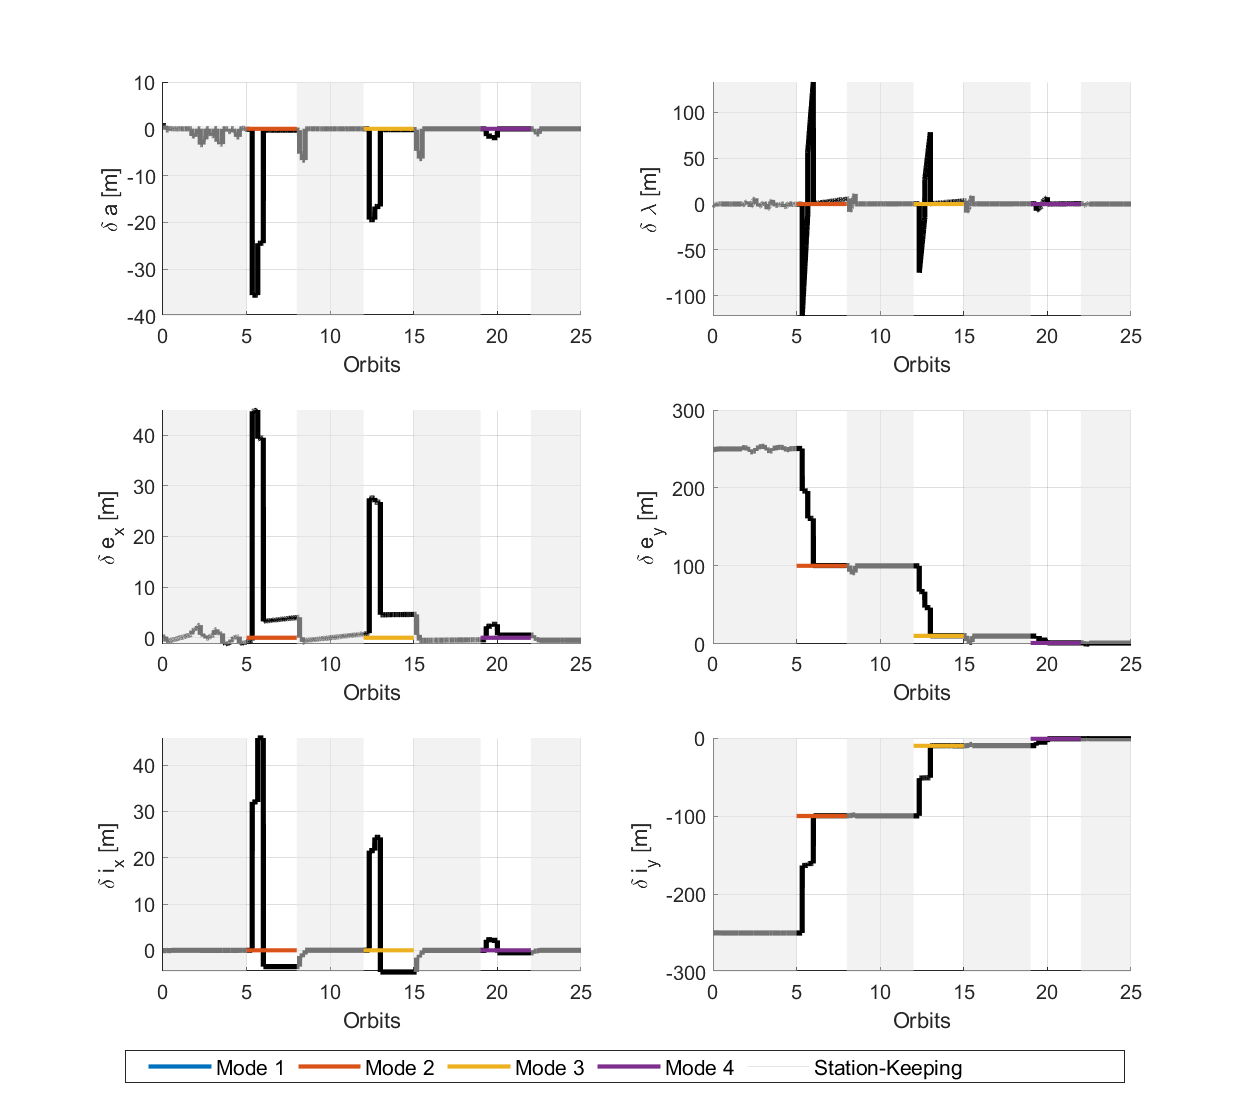 10
0
-10
-20
-30
-40
δ a [m]
0 5 10 15 20 25
Orbits
100
50
0
-50
-100
δ λ [m]
0 5 10 15 20 25
Orbits
40
30
20
10
0
δ e_x [m]
0 5 10 15 20 25
Orbits
300
200
100
0
δ e_y [m]
0 5 10 15 20 25
Orbits
40
30
20
10
0
δ i_x [m]
0 5 10 15 20 25
Orbits
0
-100
-200
-300
δ i_y [m]
0 5 10 15 20 25
Orbits
Mode 1 Mode 2 Mode 3 Mode 4 Station-Keeping